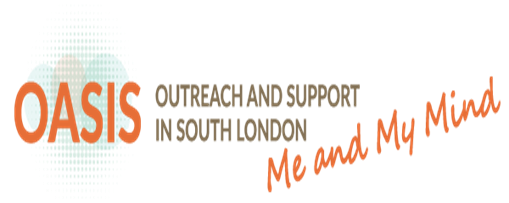 OASIS
OUTREACH AND SUPPORT
IN SOUTH LONDON
Me and My Mind